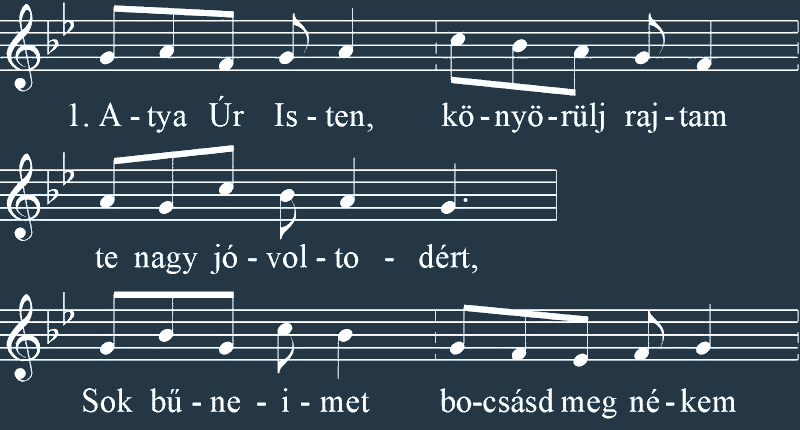 1. A - tya Úr Is - ten, kö - nyö - rülj raj - tam
te nagy jó - vol - to - dért,
Sok bű - ne - i - met bo - csásd meg né - kem